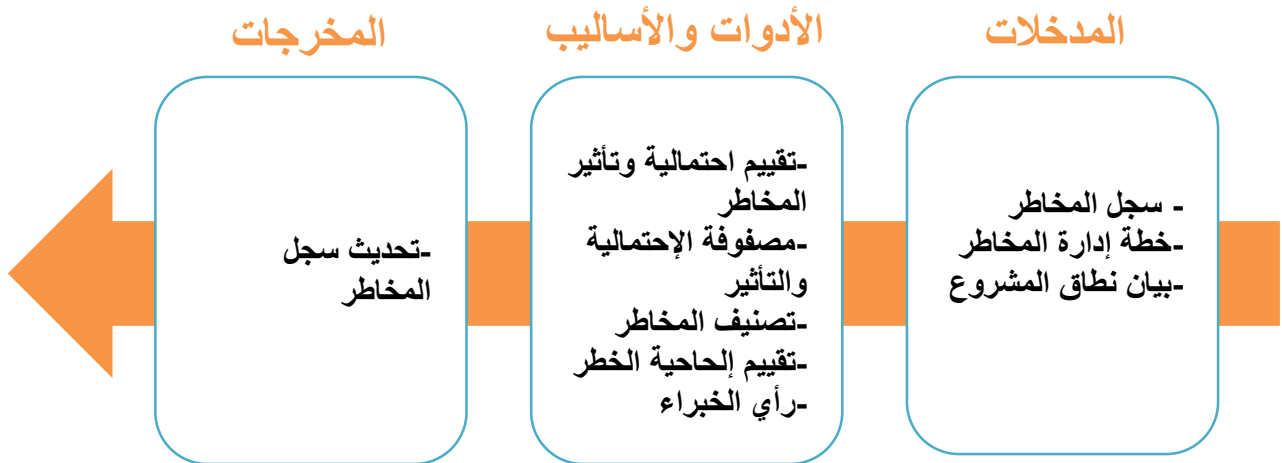 المدخلات
- سجل المخاطر
-خطة إدارة المخاطر
-بيان نطاق المشروع
الأدوات والأساليب
-تقييم احتمالية وتأثير
المخاطر
-مصفوفة الإحتمالية
والتأثير
-تصنيف المخاطر
-تقييم إلحاحية الخطر
-رأي الخبراء
المخرجات
-تحديث سجل
المخاطر